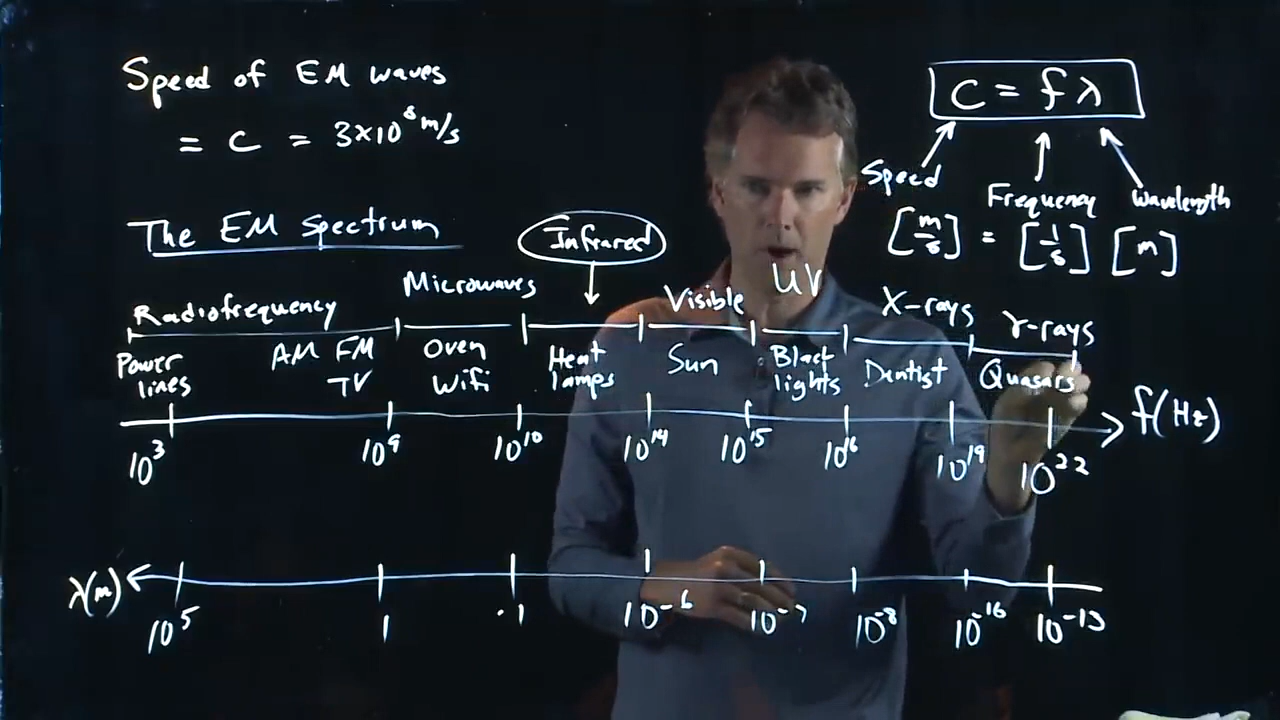 Speed of EM waves
= c = 3×10⁸ m/s
c = fλ
Speed Frequency Wavelength
[m/s] = [1/s] [m]
The EM Spectrum
Infrared
Radiofrequency Microwaves Visible UV X-rays γ-rays
Power lines AM FM TV Oven Wifi Heat lamps Sun Black lights Dentist Quasars
f(Hz)
10³ 10⁹ 10¹⁰ 10¹⁴ 10¹⁵ 10¹⁶ 10¹⁹ 10²²
λ(m)
10⁵ 1 .1 10⁻⁶ 10⁻⁷ 10⁻⁸ 10⁻¹⁶ 10⁻¹³